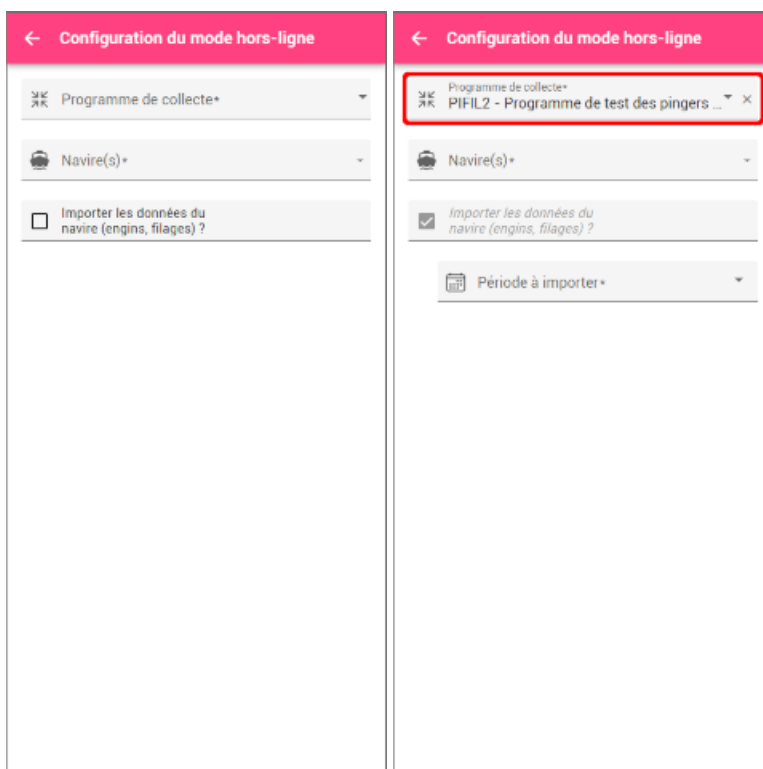 Configuration du mode hors-ligne
Programme de collecte*
Navire(s)*
Importer les données du
navire (engins, filages) ?
Configuration du mode hors-ligne
Programme de collecte*
PIFIL2 - Programme de test des pingers ...
Navire(s)*
Importer les données du
navire (engins, filages) ?
Période à importer*